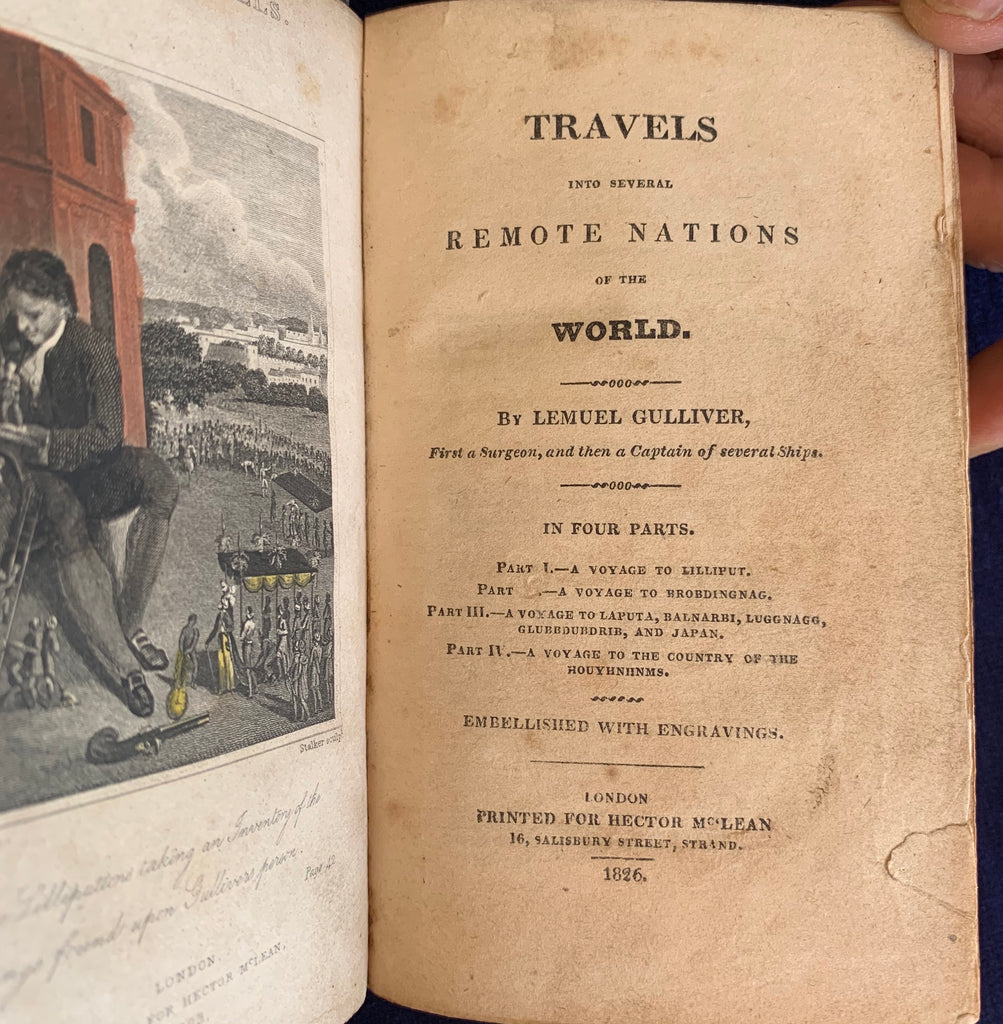 Stalker sculpt
Lilliputians taking an Inventory of the
found upon Gullivers person.
Page 42
LONDON.
FOR HECTOR McLEAN.
TRAVELS
INTO SEVERAL
REMOTE NATIONS
OF THE
WORLD.
By LEMUEL GULLIVER,
First a Surgeon, and then a Captain of several Ships.
IN FOUR PARTS.
Part I.—A VOYAGE TO LILLIPUT.
Part .—A VOYAGE TO BROBDINGNAG.
Part III.—A VOYAGE TO LAPUTA, BALNARBI, LUGGNAGG,
GLUBBDUBDRIB, AND JAPAN.
Part IV.—A VOYAGE TO THE COUNTRY OF THE
HOUYHNHNMS.
EMBELLISHED WITH ENGRAVINGS.
LONDON
PRINTED FOR HECTOR McLEAN
16, SALISBURY STREET, STRAND.
1826.